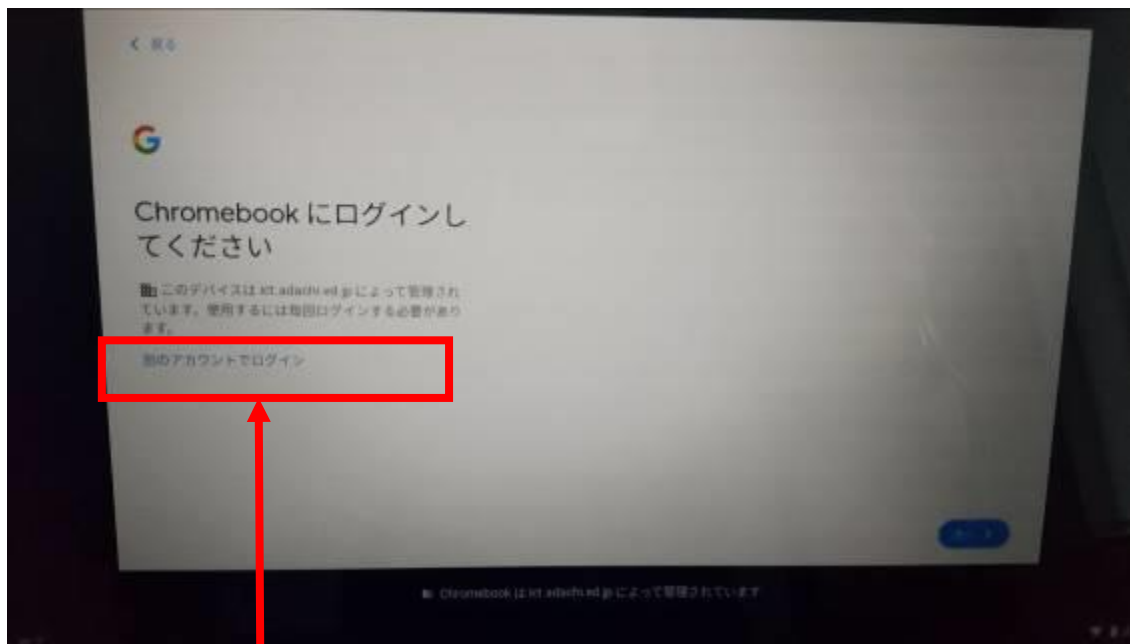 戻る
G
Chromebook にログインし
てください
このデバイスは ict.adachi.ed.jp によって管理され
ています。使用するには毎回ログインする必要があり
ます。
別のアカウントでログイン
Chromebook は ict.adachi.ed.jp によって管理されています